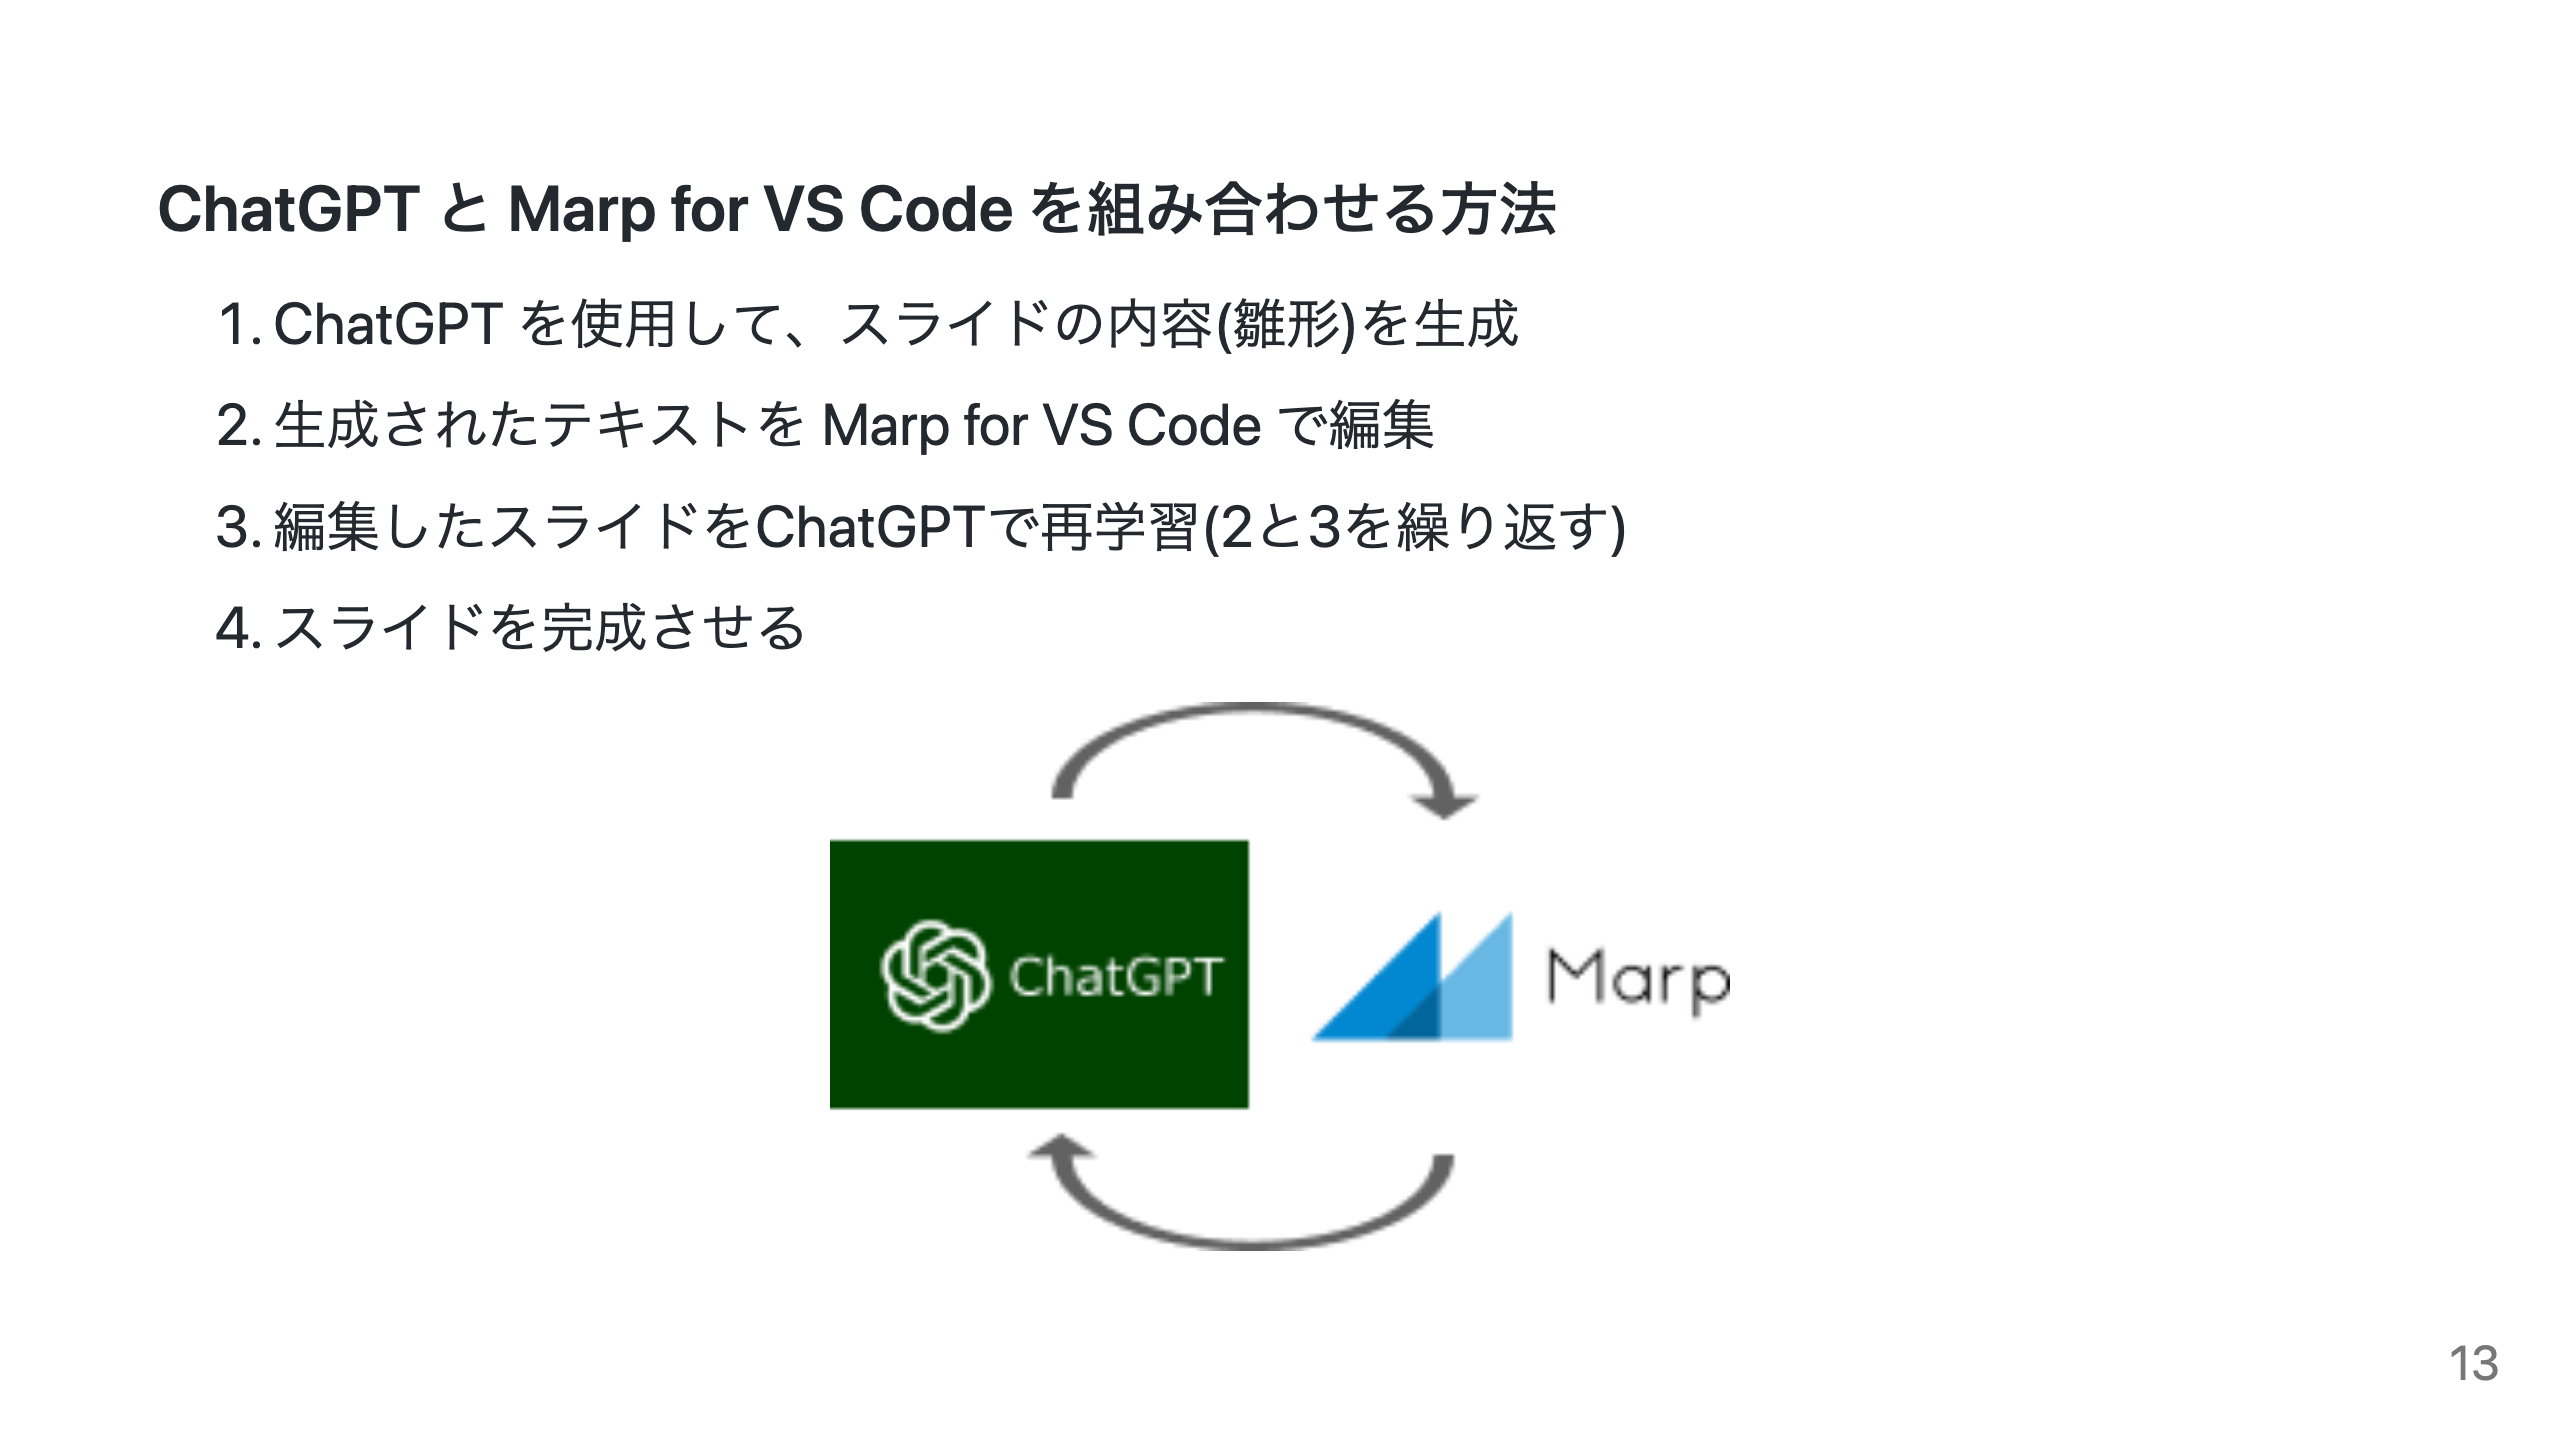 ChatGPT と Marp for VS Code を組み合わせる方法
1. ChatGPT を使用して、スライドの内容(雛形)を生成
2. 生成されたテキストを Marp for VS Code で編集
3. 編集したスライドをChatGPTで再学習(2と3を繰り返す)
4. スライドを完成させる
ChatGPT
Marp
13